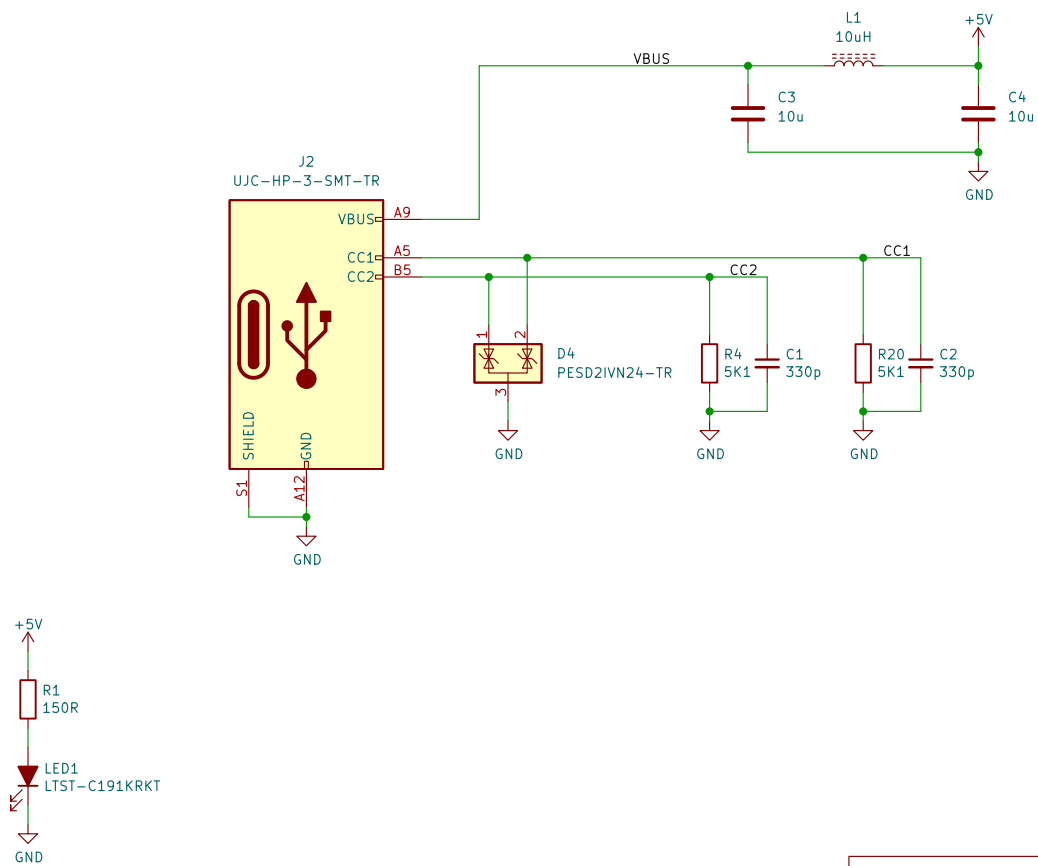 L1
10uH
+5V
VBUS
C3
10u
C4
10u
GND
J2
UJC-HP-3-SMT-TR
VBUS
A9
CC1
A5
CC1
CC2
B5
CC2
1
2
D4
PESD2IVN24-TR
3
GND
R4
5K1
C1
330p
GND
R20
5K1
C2
330p
GND
SHIELD
GND
S1
A12
GND
+5V
R1
150R
LED1
LTST-C191KRKT
GND